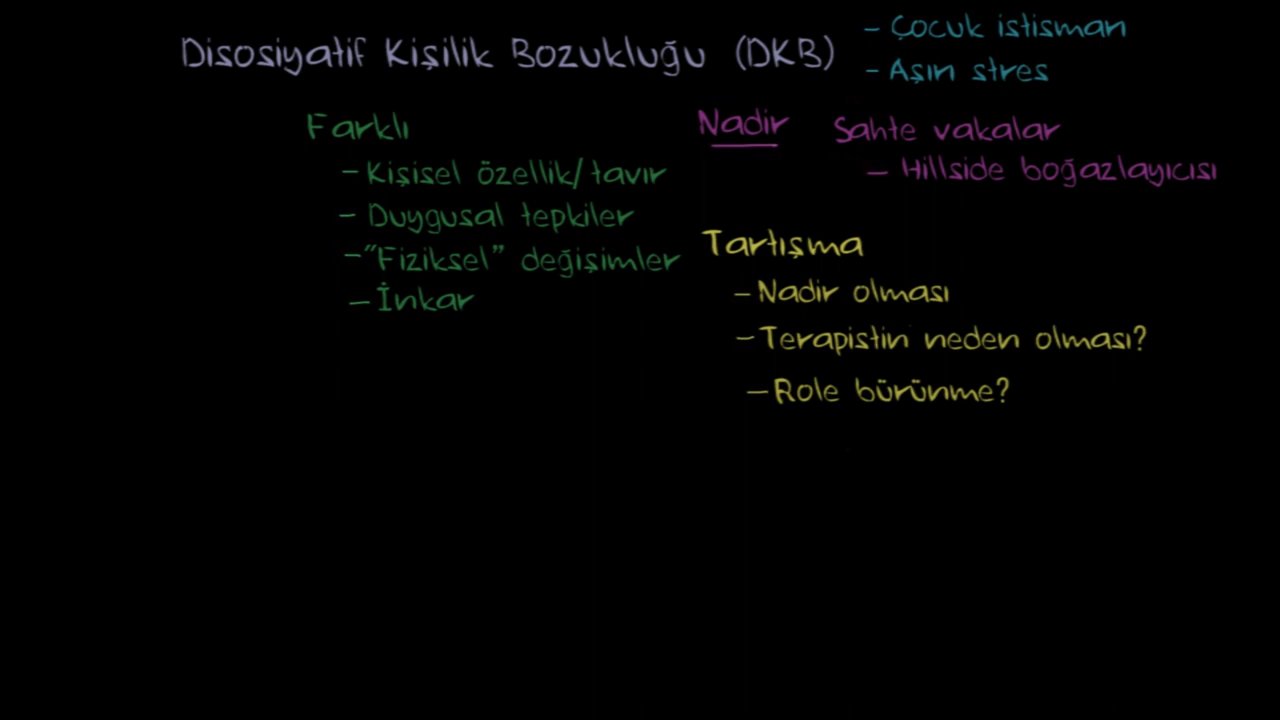 Disosiyatif Kişilik Bozukluğu (DKB)
- Çocuk istismarı
- Aşırı stres
Farklı
- Kişisel özellik/tavır
- Duygusal tepkiler
- "Fiziksel" değişimler
- İnkar
Nadir
Sahte vakalar
- Hillside boğazlayıcısı
Tartışma
- Nadir olması
- Terapistin neden olması?
- Role bürünme?